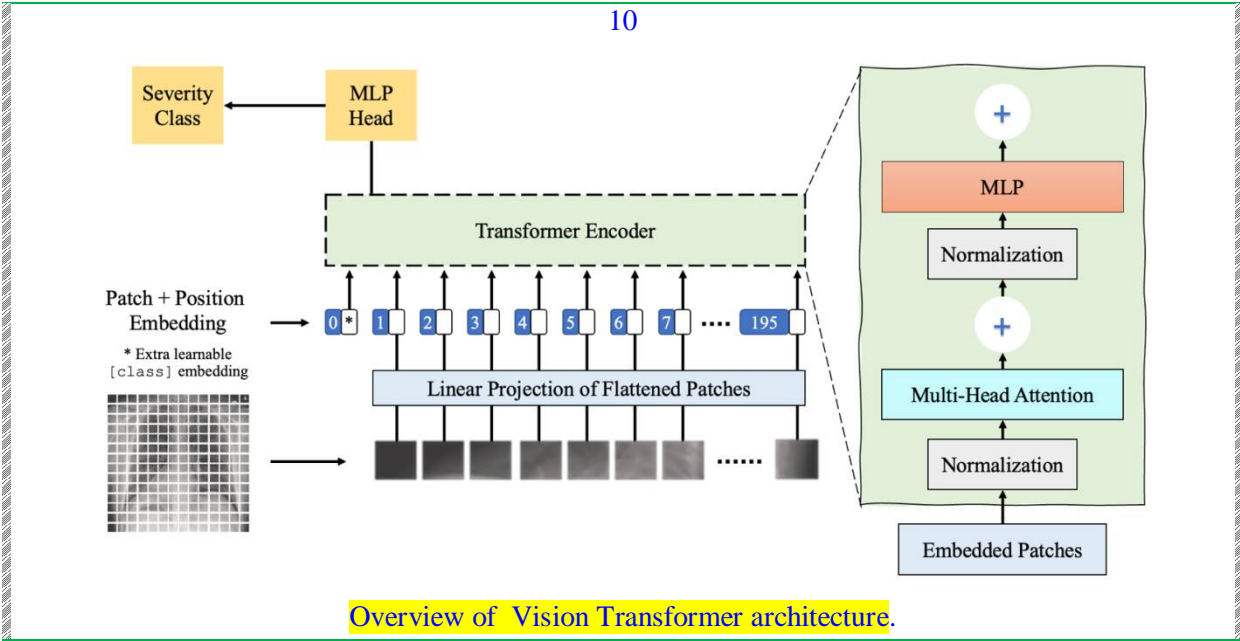 10
Severity
Class
MLP
Head
Transformer Encoder
Patch + Position
Embedding
* Extra learnable
[class] embedding
0 * 1 2 3 4 5 6 7 .... 195
Linear Projection of Flattened Patches
......
+
MLP
Normalization
+
Multi-Head Attention
Normalization
Embedded Patches
Overview of Vision Transformer architecture.